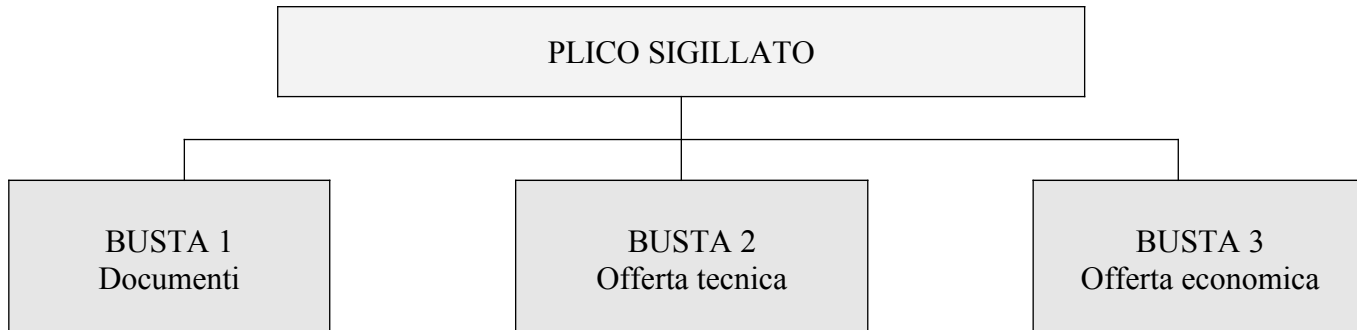 PLICO SIGILLATO
BUSTA 1
Documenti
BUSTA 2
Offerta tecnica
BUSTA 3
Offerta economica